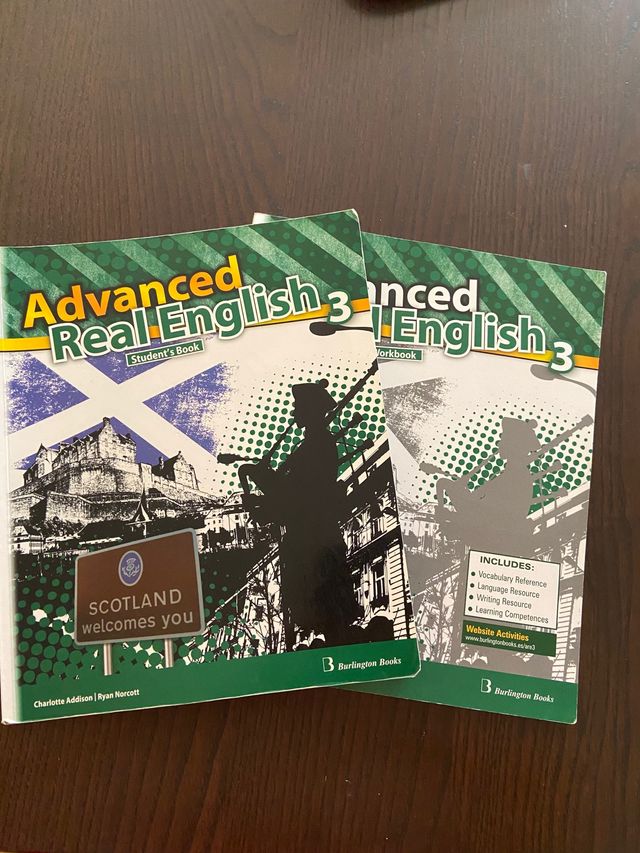 Advanced
Real English 3
Student's Book
SCOTLAND
welcomes you
Burlington Books
Charlotte Addison | Ryan Norcott
anced
English 3
Workbook
INCLUDES:
• Vocabulary Reference
• Language Resource
• Writing Resource
• Learning Competences
Website Activities
www.burlingtonbooks.es/are3
Burlington Books